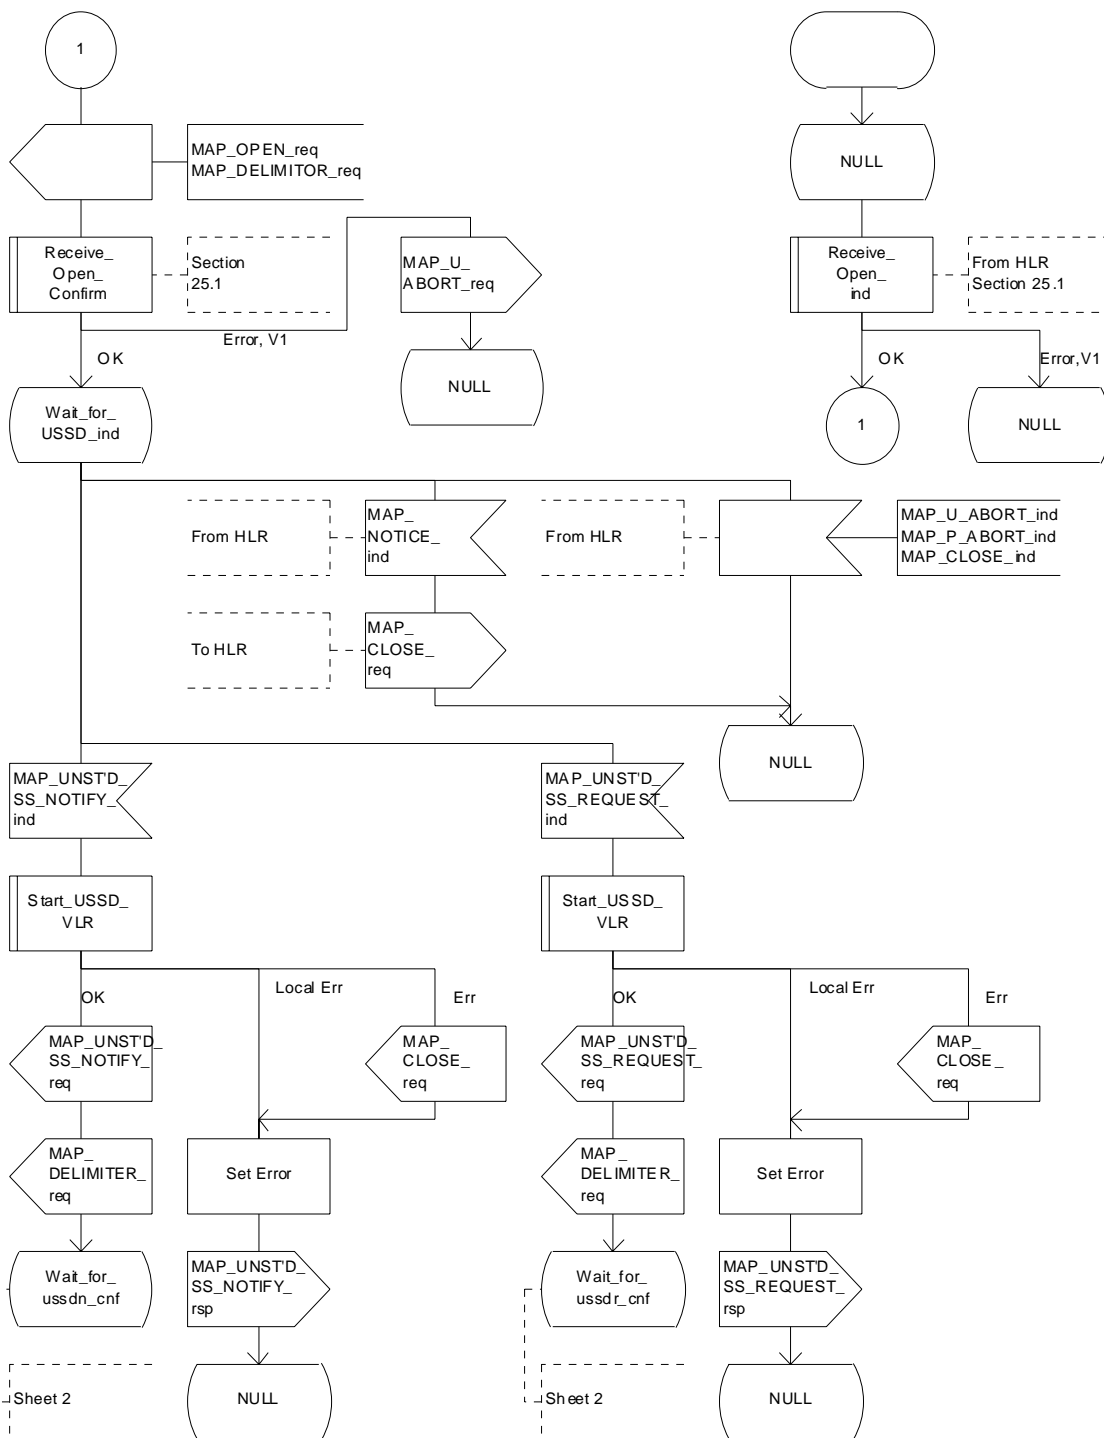 1
MAP_OPEN_req
MAP_DELIMITOR_req
NULL
Receive_
Open_
Confirm
Section
25.1
MAP_U_
ABORT_req
Receive_
Open_
ind
From HLR
Section 25.1
Error, V1
OK
NULL
OK
Error,V1
Wait_for_
USSD_ind
1
NULL
From HLR
MAP_
NOTICE_
ind
From HLR
MAP_U_ABORT_ind
MAP_P_ABORT_ind
MAP_CLOSE_ind
To HLR
MAP_
CLOSE_
req
NULL
MAP_UNST'D_
SS_NOTIFY_
ind
MAP_UNST'D_
SS_REQUEST_
ind
Start_USSD_
VLR
Start_USSD_
VLR
OK
Local Err
Err
OK
Local Err
Err
MAP_UNST'D_
SS_NOTIFY_
req
MAP_
CLOSE_
req
MAP_UNST'D_
SS_REQUEST_
req
MAP_
CLOSE_
req
MAP_
DELIMITER_
req
Set Error
MAP_
DELIMITER_
req
Set Error
Wait_for_
ussdn_cnf
MAP_UNST'D_
SS_NOTIFY_
rsp
Wait_for_
ussdr_cnf
MAP_UNST'D_
SS_REQUEST_
rsp
Sheet 2
NULL
Sheet 2
NULL